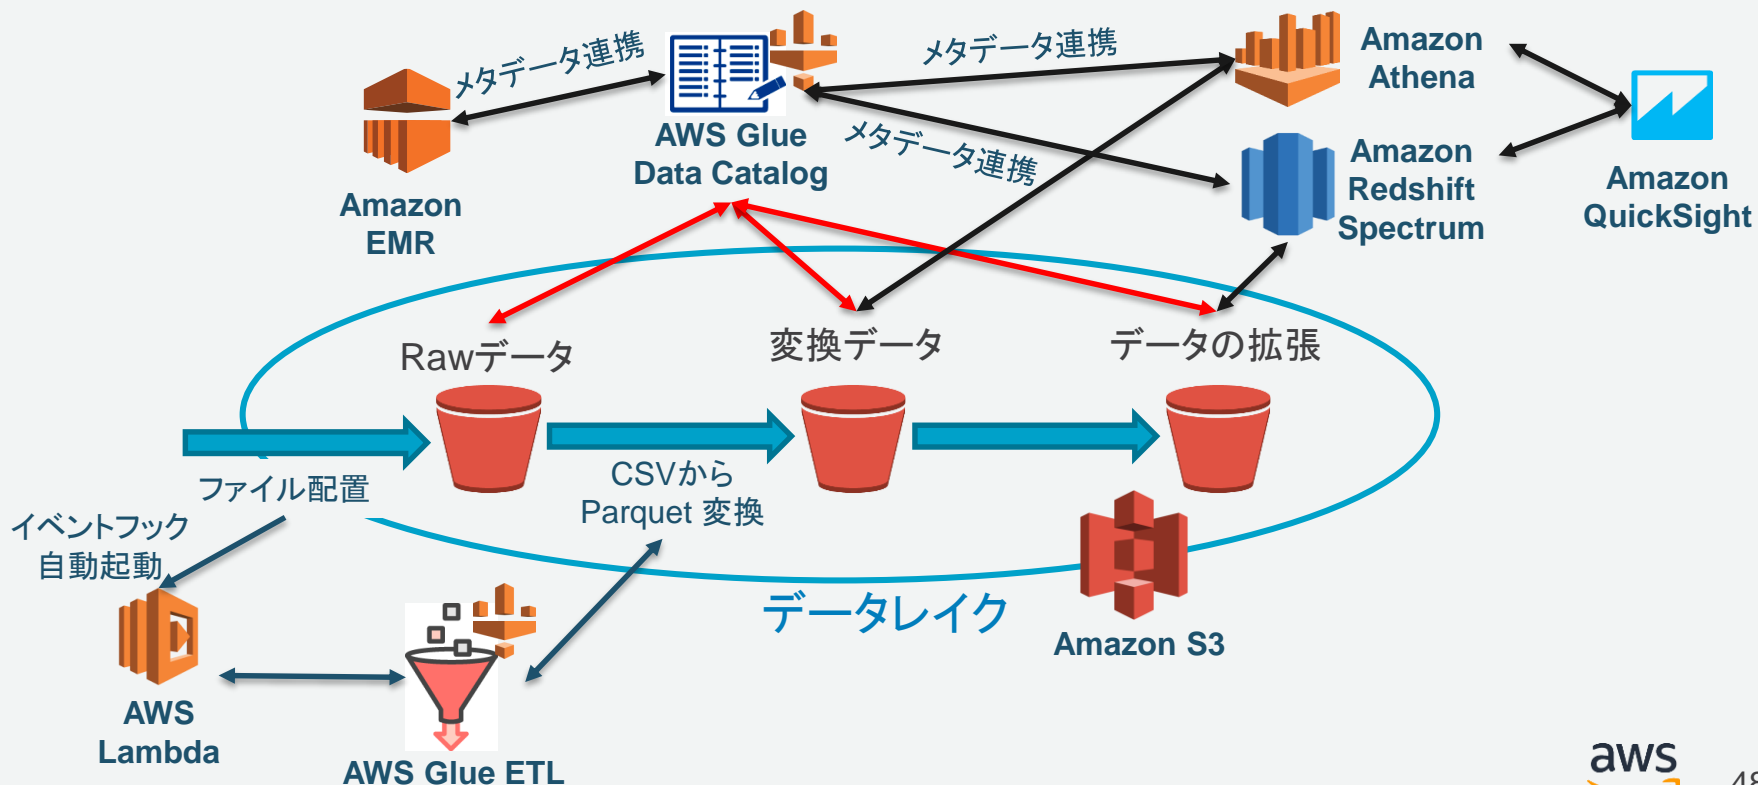 メタデータ連携
メタデータ連携
Amazon
Athena
AWS Glue
Data Catalog
メタデータ連携
Amazon
EMR
Amazon
Redshift
Spectrum
Amazon
QuickSight
Rawデータ
変換データ
データの拡張
ファイル配置
CSVから
Parquet 変換
イベントフック
自動起動
データレイク
Amazon S3
AWS
Lambda
AWS Glue ETL
aws
48